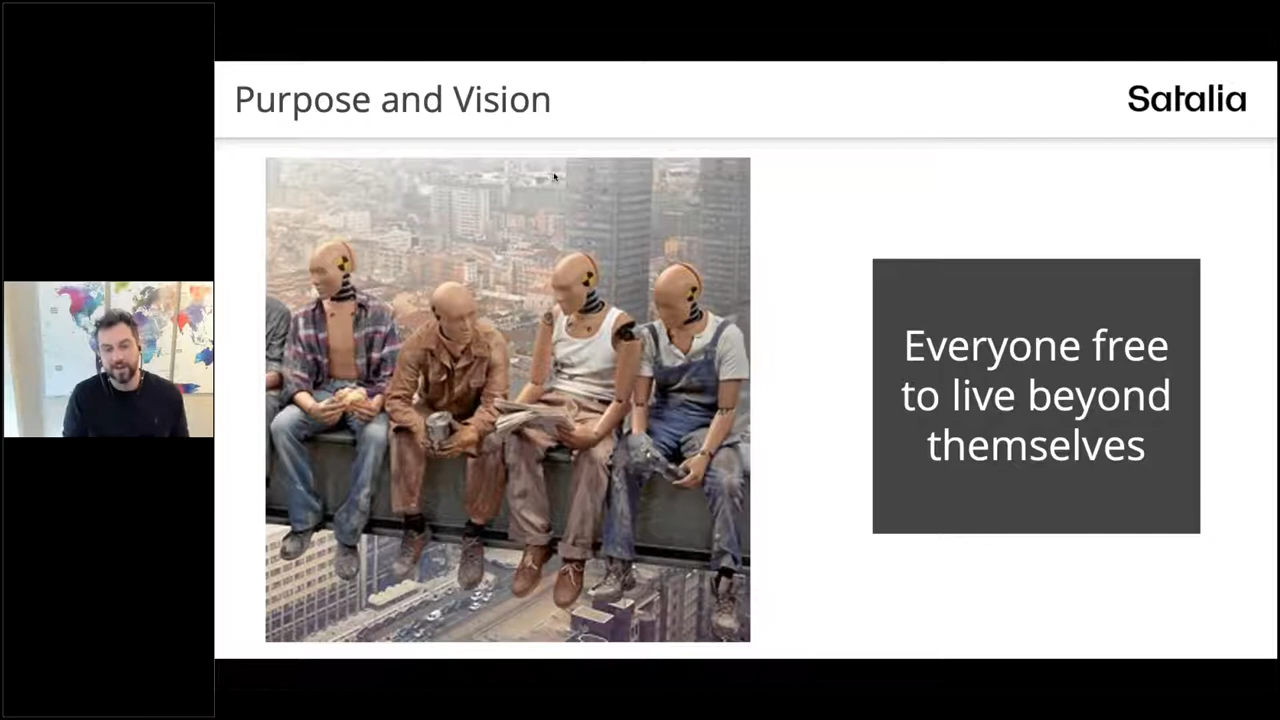 Purpose and Vision
Satalia
Everyone free
to live beyond
themselves